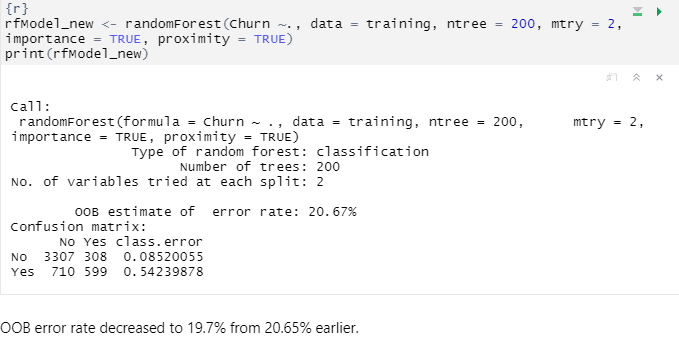 {r}
rfModel_new <- randomForest(Churn ~., data = training, ntree = 200, mtry = 2,
importance = TRUE, proximity = TRUE)
print(rfModel_new)
Call:
randomForest(formula = Churn ~ ., data = training, ntree = 200,      mtry = 2,
importance = TRUE, proximity = TRUE)
Type of random forest: classification
Number of trees: 200
No. of variables tried at each split: 2
OOB estimate of  error rate: 20.67%
Confusion matrix:
No Yes class.error
No  3307 308  0.08520055
Yes  710 599  0.54239878
OOB error rate decreased to 19.7% from 20.65% earlier.